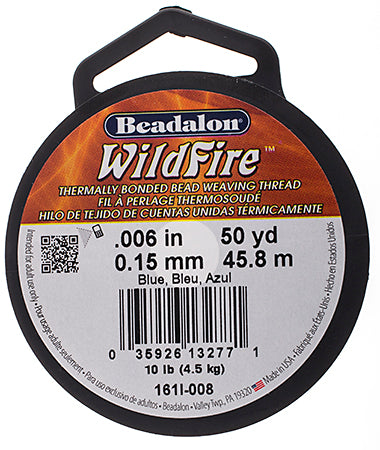 Beadalon®
WildFire™
THERMALLY BONDED BEAD WEAVING THREAD
FIL À PERLAGE THERMOSOUDÉ
HILO DE TEJIDO DE CUENTAS UNIDAS TÉRMICAMENTE
.006 in 50 yd
0.15 mm 45.8 m
Blue, Bleu, Azul
0 35926 13277 1
10 lb (4.5 kg)
161I-008
Intended for adult use only • Pour usage adulte seulement • Para uso exclusivo de adultos • Beadalon • Valley Twp., PA 19320 Made in USA • Fabriqué aux États-Unis • Hecho en Estados Unidos